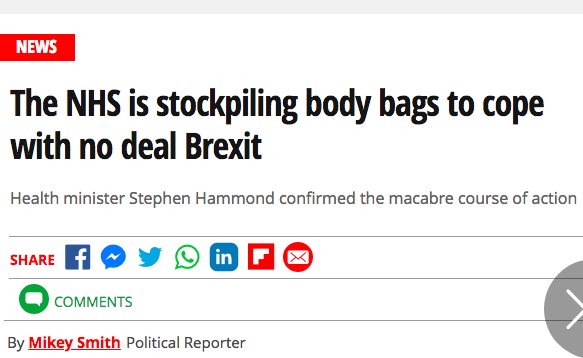 NEWS
The NHS is stockpiling body bags to cope
with no deal Brexit
Health minister Stephen Hammond confirmed the macabre course of action
SHARE
COMMENTS
By Mikey Smith Political Reporter